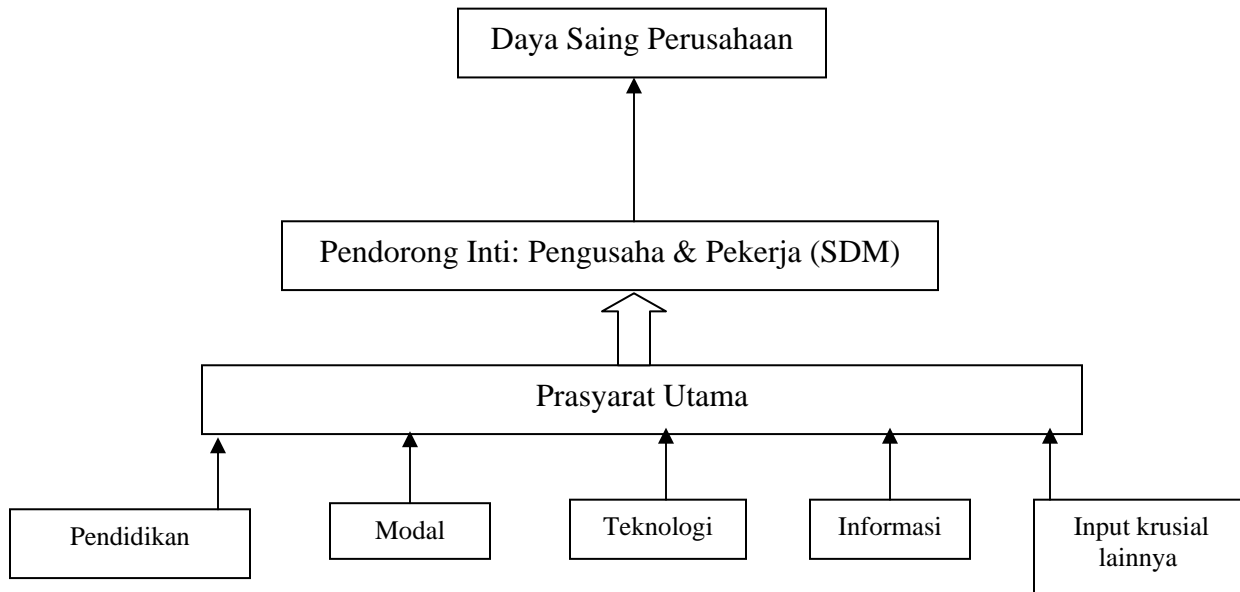 Daya Saing Perusahaan
Pendorong Inti: Pengusaha & Pekerja (SDM)
Prasyarat Utama
Pendidikan
Modal
Teknologi
Informasi
Input krusial
lainnya